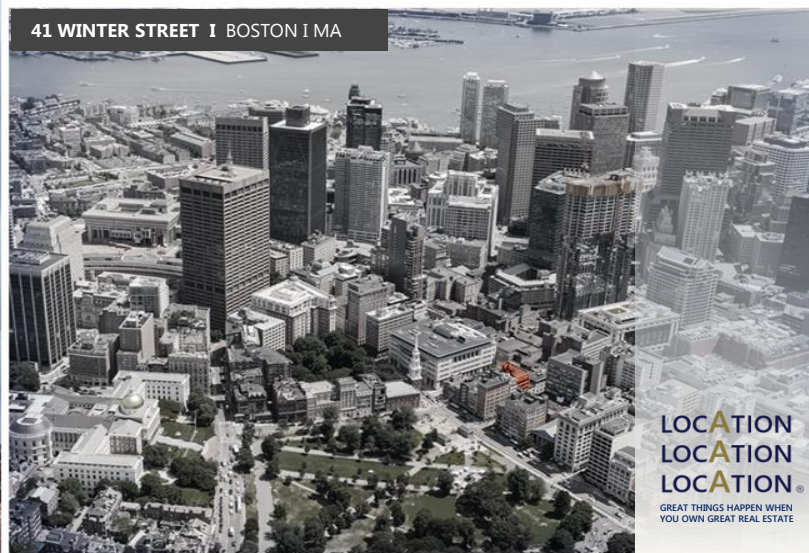 41 WINTER STREET I BOSTON I MA
LOCATION
LOCATION
LOCATION®
GREAT THINGS HAPPEN WHEN
YOU OWN GREAT REAL ESTATE